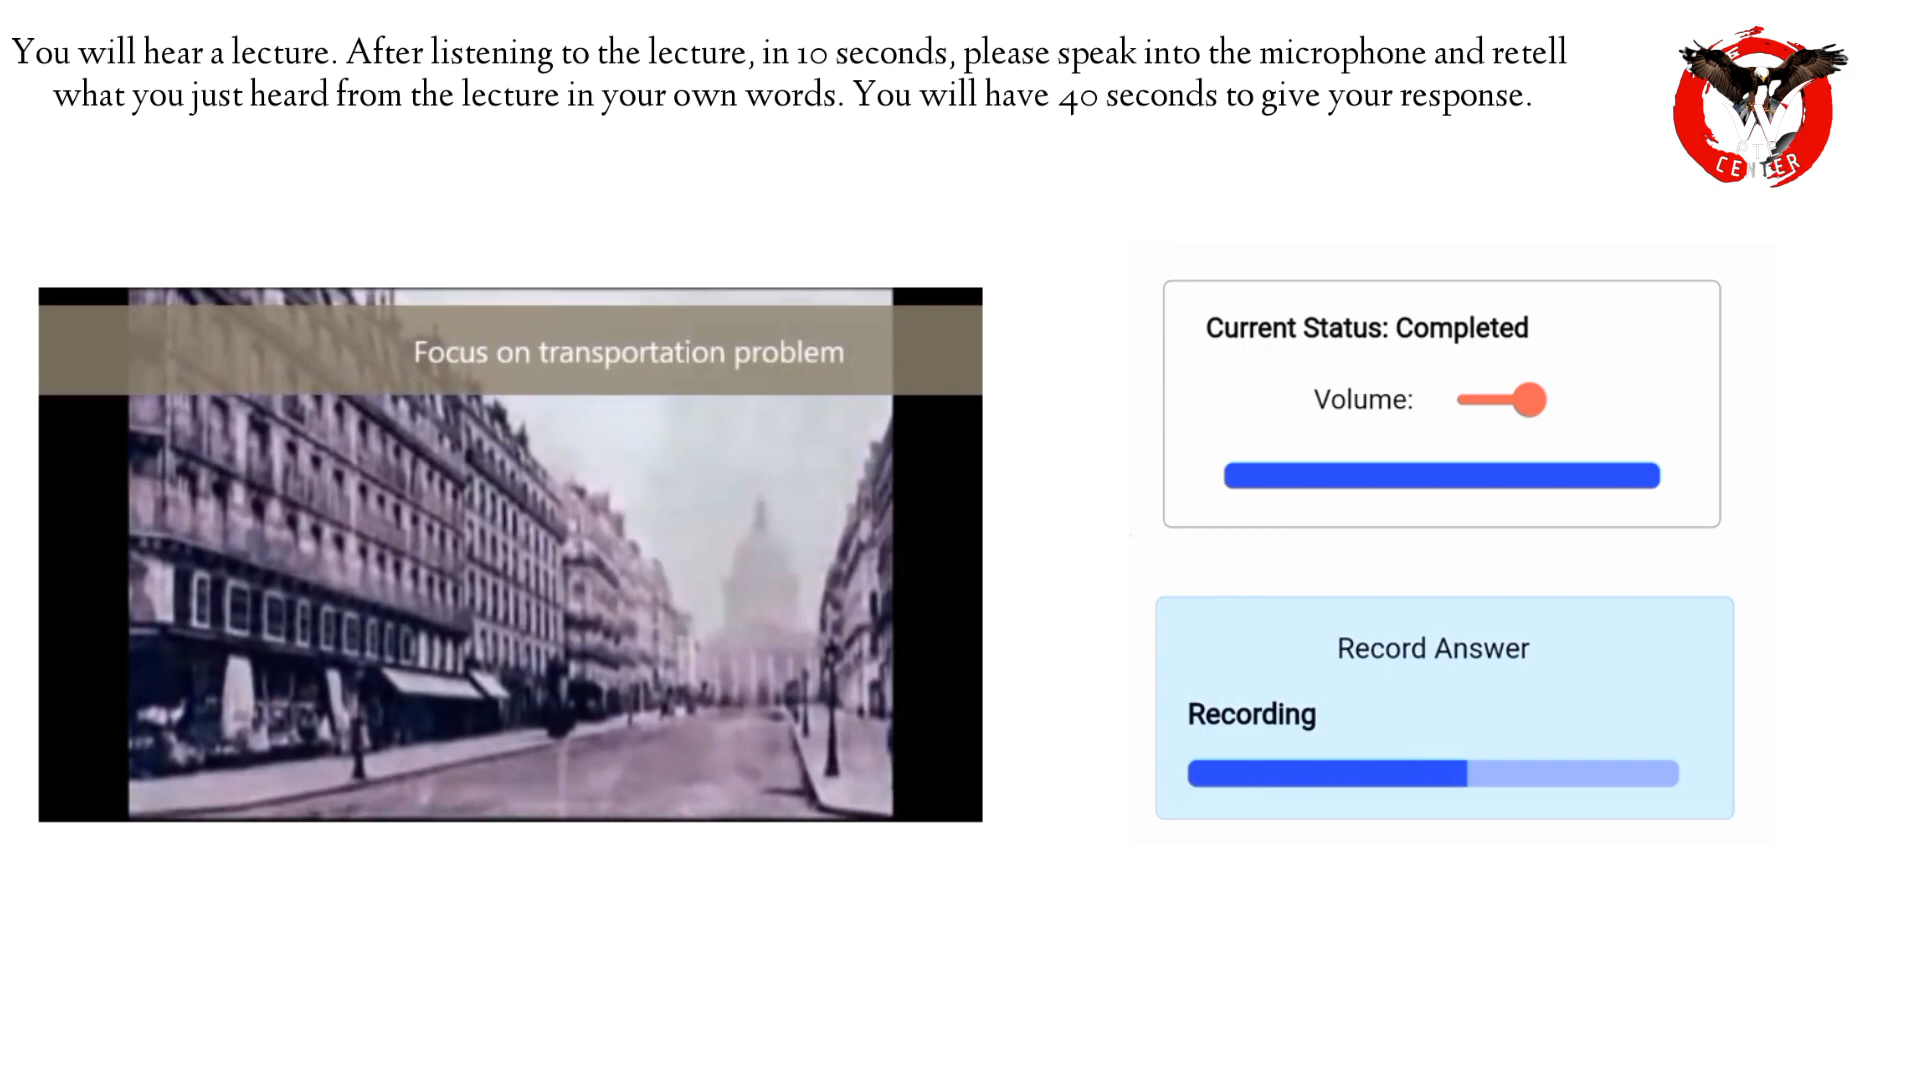 You will hear a lecture. After listening to the lecture, in 10 seconds, please speak into the microphone and retell
what you just heard from the lecture in your own words. You will have 40 seconds to give your response.
W
PTE
CENTER
Focus on transportation problem
Current Status: Completed
Volume:
Record Answer
Recording